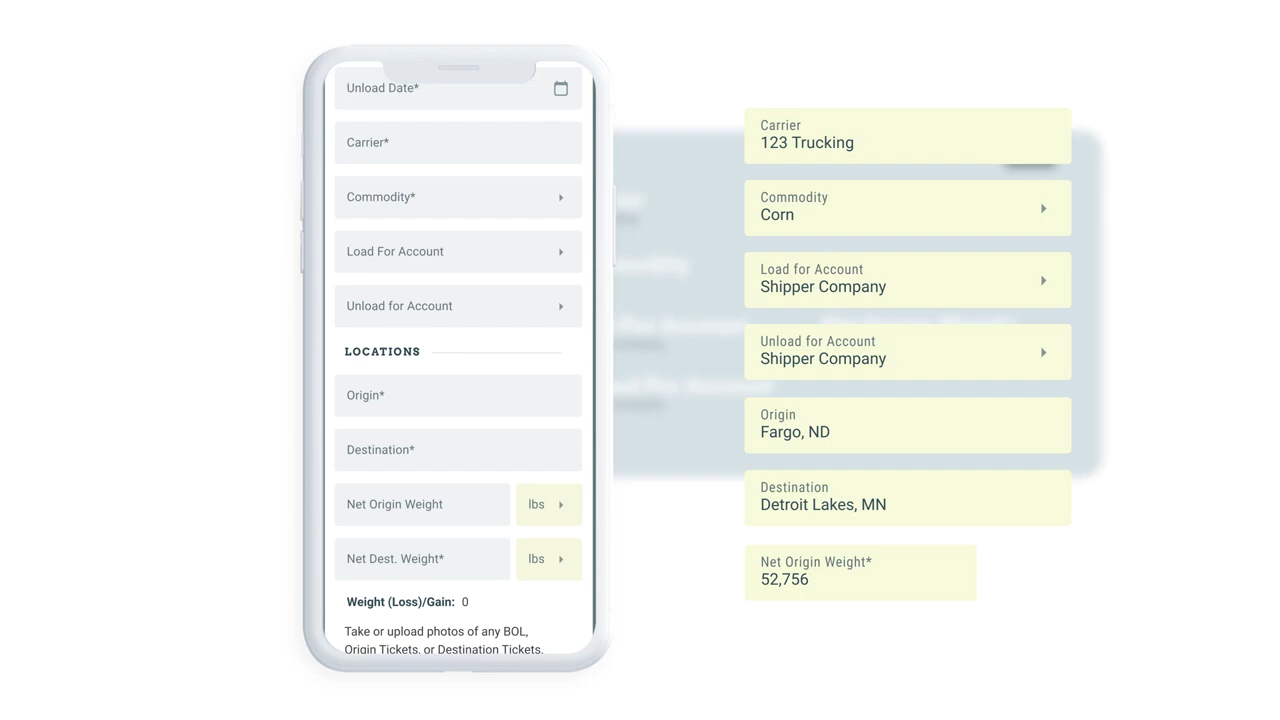 Unload Date*
Carrier*
Commodity*
Load For Account
Unload for Account
LOCATIONS
Origin*
Destination*
Net Origin Weight
lbs
Net Dest. Weight*
lbs
Weight (Loss)/Gain: 0
Take or upload photos of any BOL,
Origin Tickets, or Destination Tickets.
Carrier
123 Trucking
Commodity
Corn
Load for Account
Shipper Company
Unload for Account
Shipper Company
Origin
Fargo, ND
Destination
Detroit Lakes, MN
Net Origin Weight*
52,756